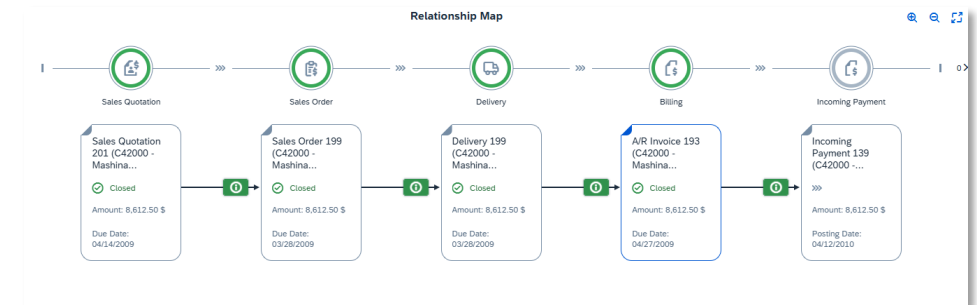 Relationship Map
Sales Quotation
Sales Order
Delivery
Billing
Incoming Payment
0
Sales Quotation
201 (C42000 -
Mashina...
Closed
Amount: 8,612.50 $
Due Date:
04/14/2009
Sales Order 199
(C42000 -
Mashina...
Closed
Amount: 8,612.50 $
Due Date:
03/28/2009
Delivery 199
(C42000 -
Mashina...
Closed
Amount: 8,612.50 $
Due Date:
03/28/2009
A/R Invoice 193
(C42000 -
Mashina...
Closed
Amount: 8,612.50 $
Due Date:
04/27/2009
Incoming
Payment 139
(C42000 -...
Amount: 8,612.50 $
Posting Date:
04/12/2010